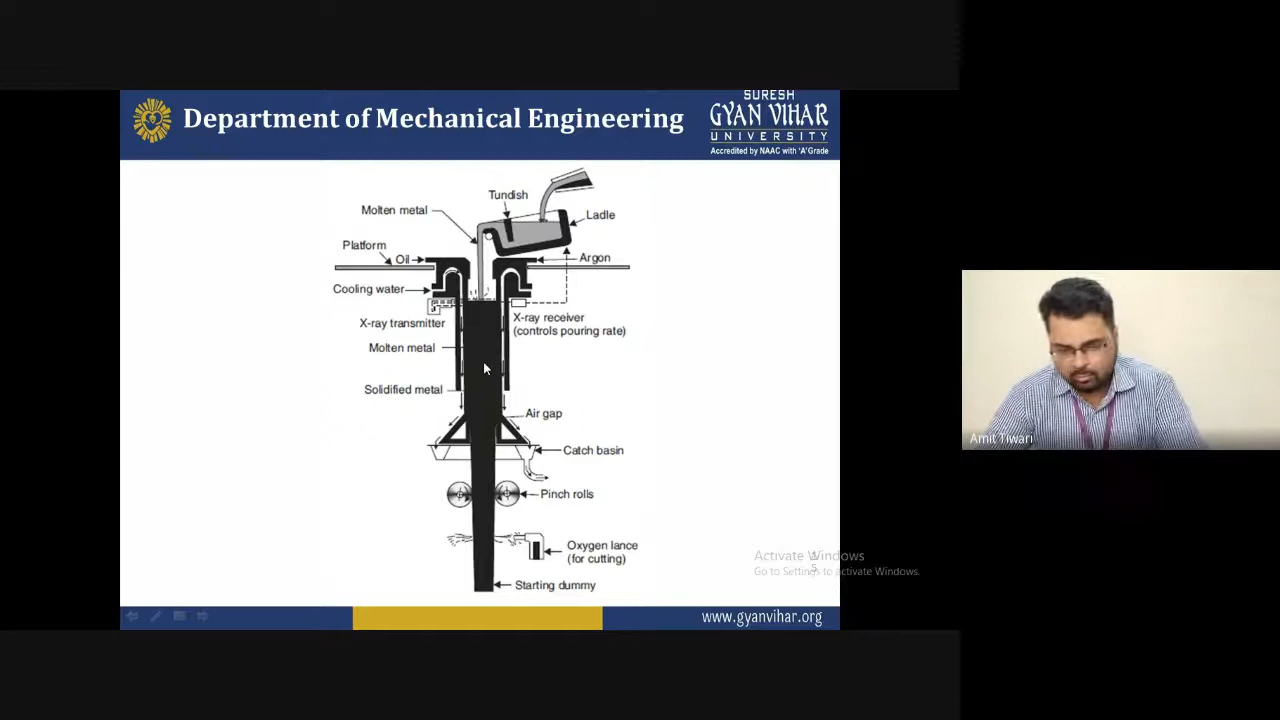 Department of Mechanical Engineering
SURESH
GYAN VIHAR
UNIVERSITY
Accredited by NAAC with 'A' Grade
Tundish
Molten metal
Ladle
Platform
Oil
Argon
Cooling water
X-ray transmitter
X-ray receiver
(controls pouring rate)
Molten metal
Solidified metal
Air gap
Catch basin
Pinch rolls
Oxygen lance
(for cutting)
Starting dummy
Amit Tiwari
Activate Windows
Go to Settings to activate Windows.
www.gyanvihar.org